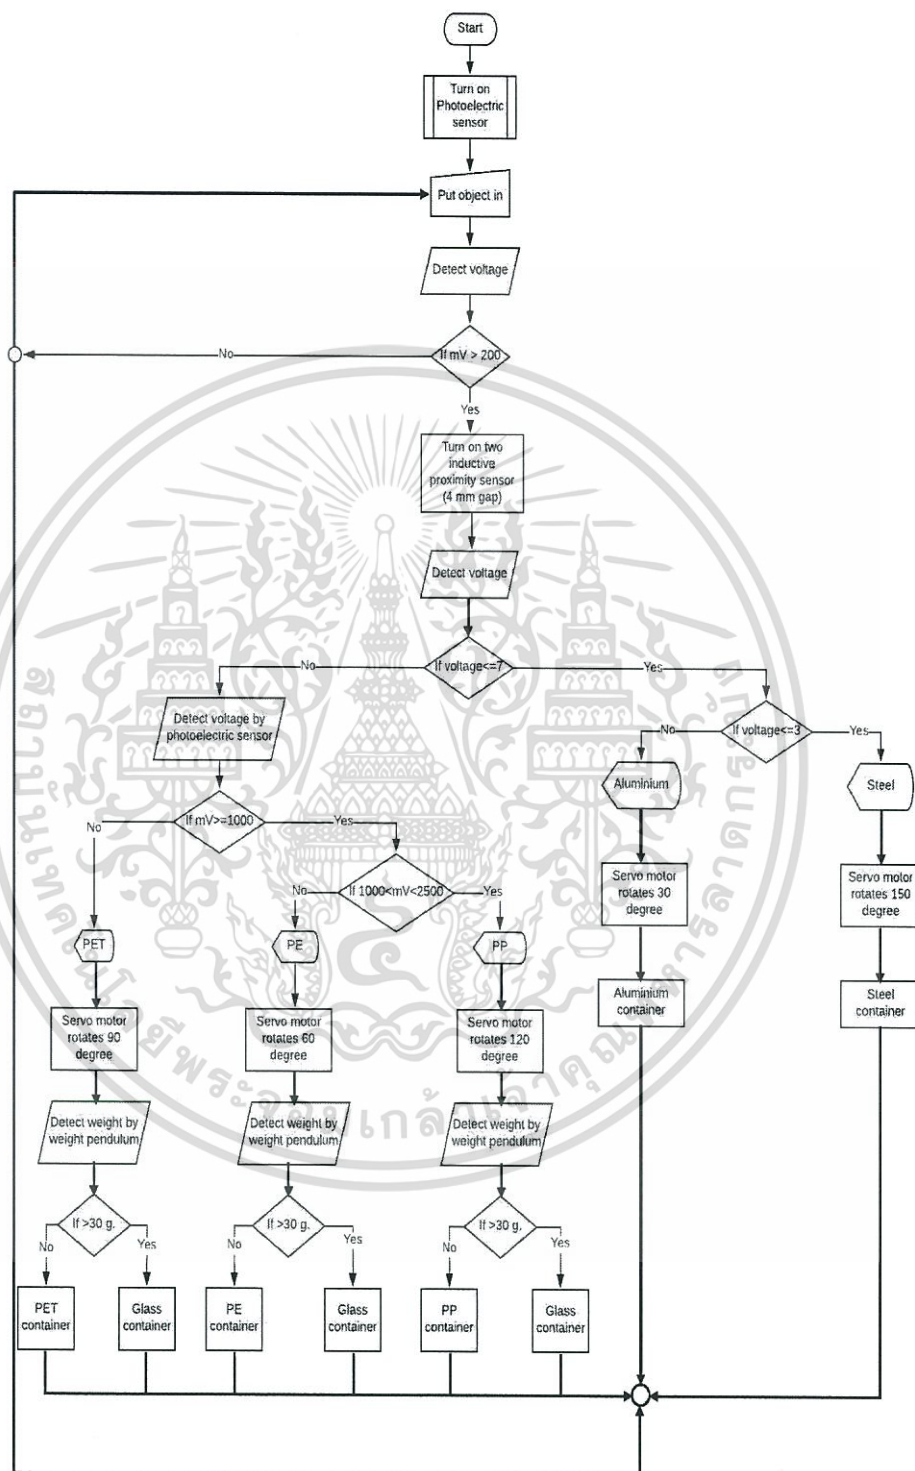 Start
Turn on
Photoelectric
sensor
Put object in
Detect voltage
If mV > 200
No
Yes
Turn on two
inductive
proximity sensor
(4 mm gap)
Detect voltage
If voltage<=7
No
Yes
Detect voltage by
photoelectric sensor
If voltage<=3
No
Yes
Aluminium
Steel
If mV>=1000
No
Yes
Servo motor
rotates 30
degree
Servo motor
rotates 150
degree
If 1000<mV<2500
No
Yes
PET
PE
PP
Aluminium
container
Steel
container
Servo motor
rotates 90
degree
Servo motor
rotates 60
degree
Servo motor
rotates 120
degree
Detect weight by
weight pendulum
Detect weight by
weight pendulum
Detect weight by
weight pendulum
If >30 g.
If >30 g.
If >30 g.
No
Yes
No
Yes
No
Yes
PET
container
Glass
container
PE
container
Glass
container
PP
container
Glass
container